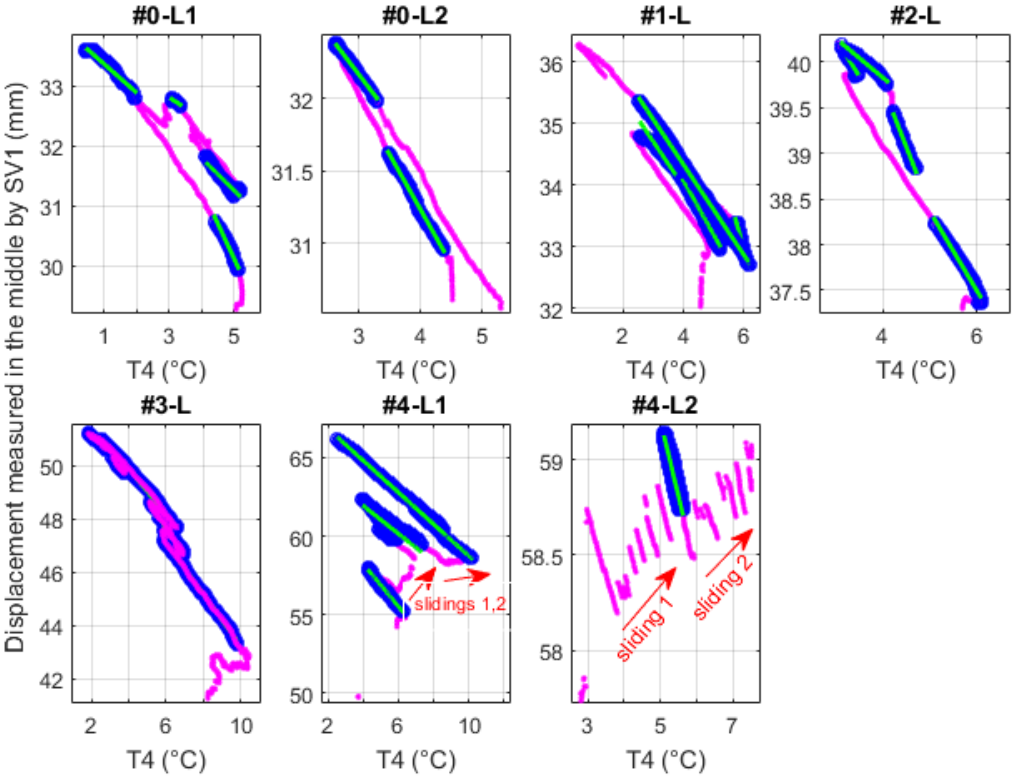 #0-L1
#0-L2
#1-L
#2-L
Displacement measured in the middle by SV1 (mm)
33
32
31
30
1
3
5
T4 (°C)
32
31.5
31
3
4
5
T4 (°C)
36
35
34
33
32
2
4
6
T4 (°C)
40
39.5
39
38.5
38
37.5
4
6
T4 (°C)
#3-L
#4-L1
#4-L2
50
48
46
44
42
2
6
10
T4 (°C)
65
60
55
50
slidings 1,2
2
6
10
T4 (°C)
59
58.5
58
sliding 1
sliding 2
3
5
7
T4 (°C)